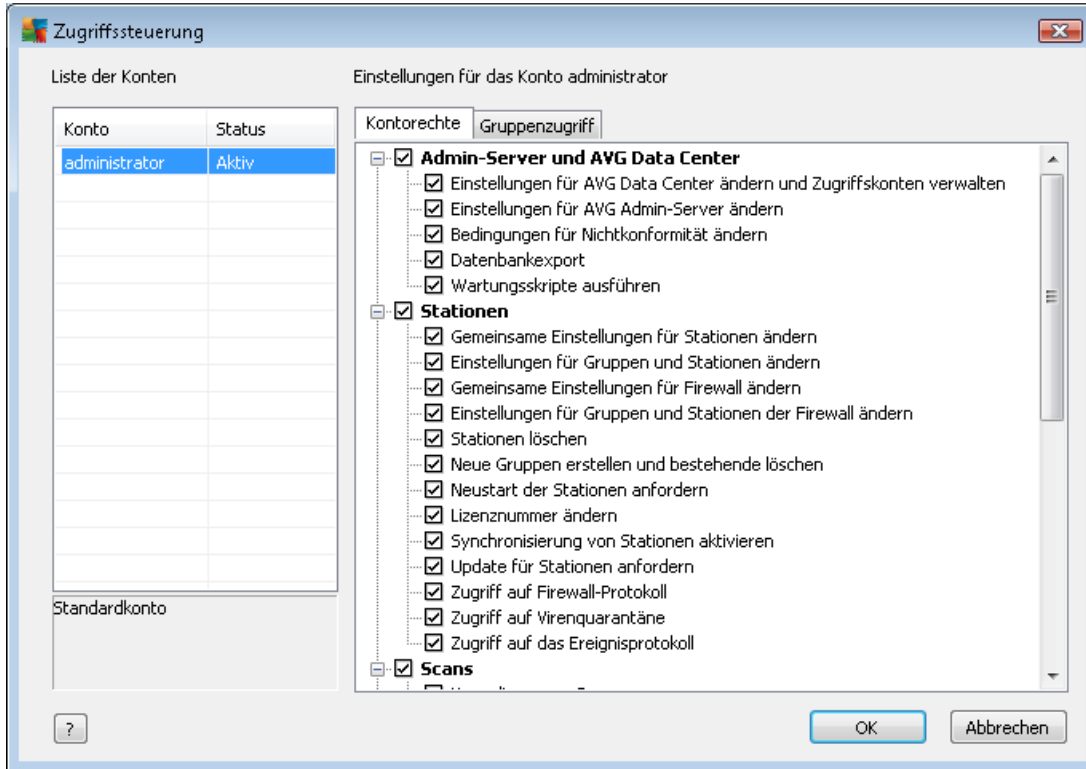 Zugriffssteuerung
Liste der Konten
Einstellungen für das Konto administrator
Konto Status
administrator Aktiv
Standardkonto
Kontorechte Gruppenzugriff
Admin-Server und AVG Data Center
Einstellungen für AVG Data Center ändern und Zugriffskonten verwalten
Einstellungen für AVG Admin-Server ändern
Bedingungen für Nichtkonformität ändern
Datenbankexport
Wartungsskripte ausführen
Stationen
Gemeinsame Einstellungen für Stationen ändern
Einstellungen für Gruppen und Stationen ändern
Gemeinsame Einstellungen für Firewall ändern
Einstellungen für Gruppen und Stationen der Firewall ändern
Stationen löschen
Neue Gruppen erstellen und bestehende löschen
Neustart der Stationen anfordern
Lizenznummer ändern
Synchronisierung von Stationen aktivieren
Update für Stationen anfordern
Zugriff auf Firewall-Protokoll
Zugriff auf Virenquarantäne
Zugriff auf das Ereignisprotokoll
Scans
?
OK
Abbrechen